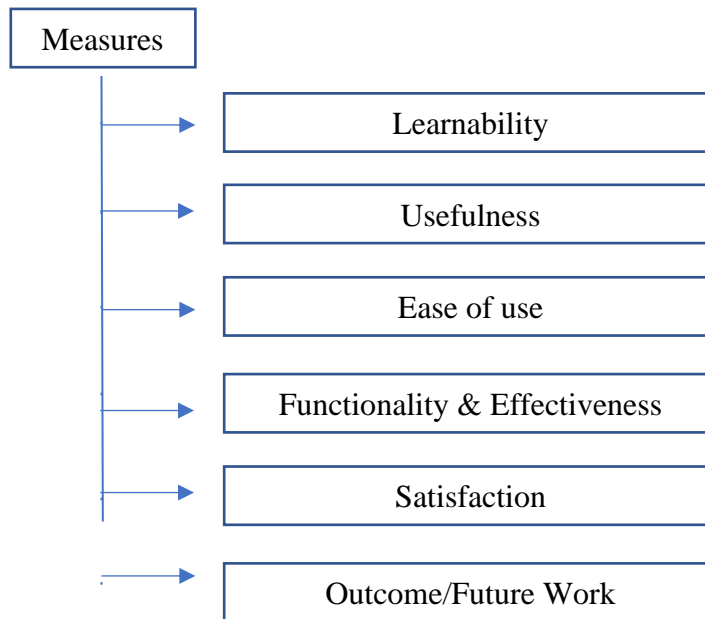 Measures
Learnability
Usefulness
Ease of use
Functionality & Effectiveness
Satisfaction
Outcome/Future Work